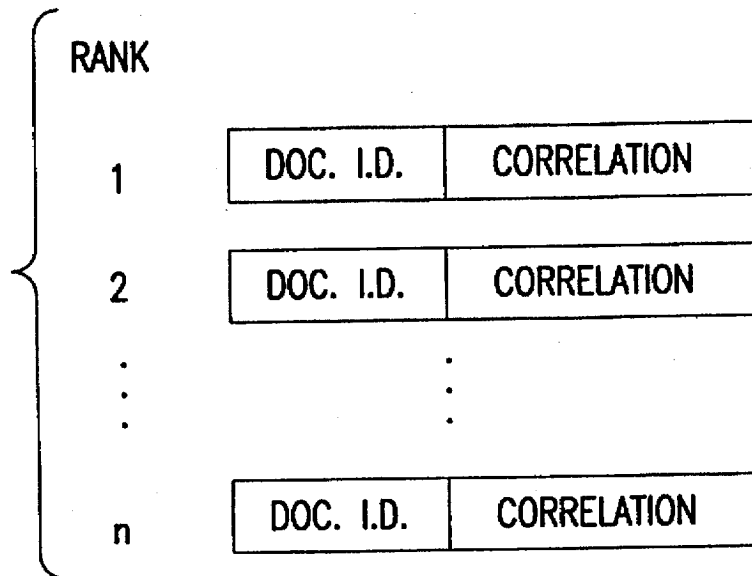 RANK
1 DOC. I.D. CORRELATION
2 DOC. I.D. CORRELATION
n DOC. I.D. CORRELATION